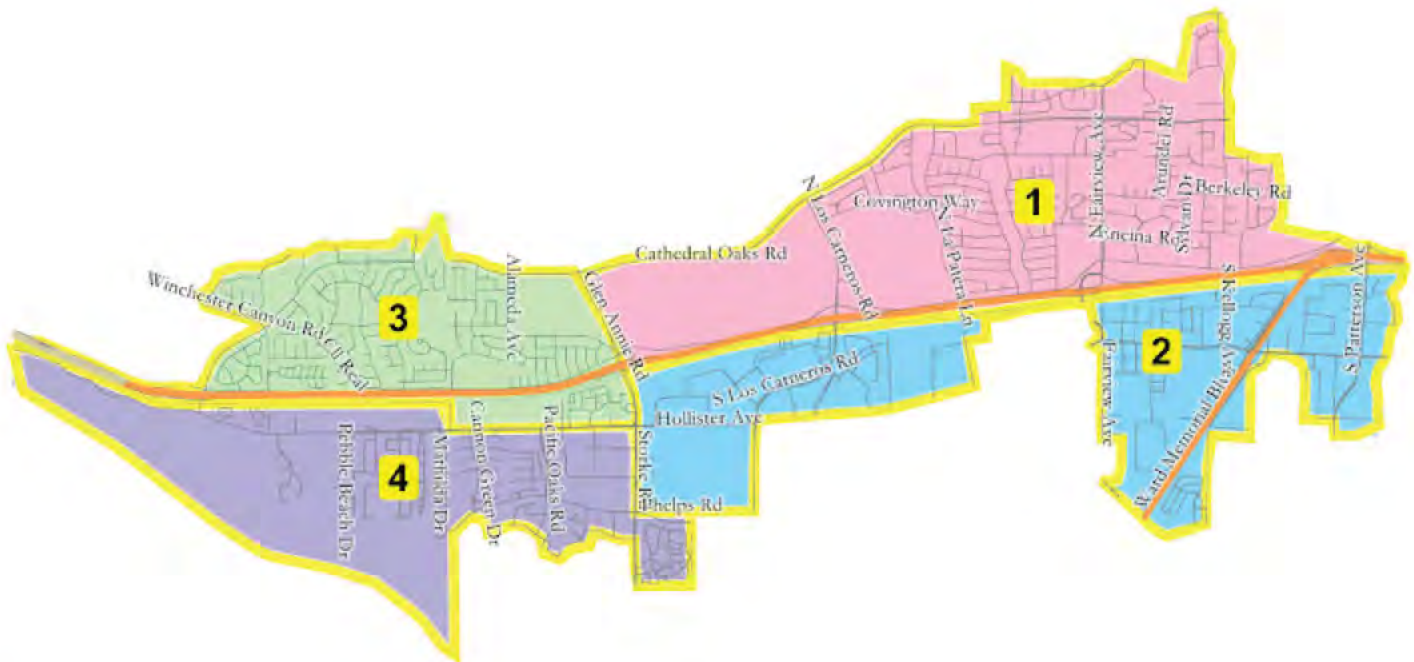 N Fairview Ave
Arundel Rd
Sylvan Dr
Berkeley Rd
1
Covington Way
N Los Carneros Rd
N La Patera Ln
Encina Rd
Cathedral Oaks Rd
Alameda Ave
Glen Annie Rd
Winchester Canyon Rd
Cll Real
3
S Kellogg Ave
S Patterson Ave
2
Fairview Ave
Ward Memorial Blvd
S Los Carneros Rd
Hollister Ave
Storke Rd
Phelps Rd
Pacific Oaks Rd
Cannon Green Dr
Pebble Beach Dr
4